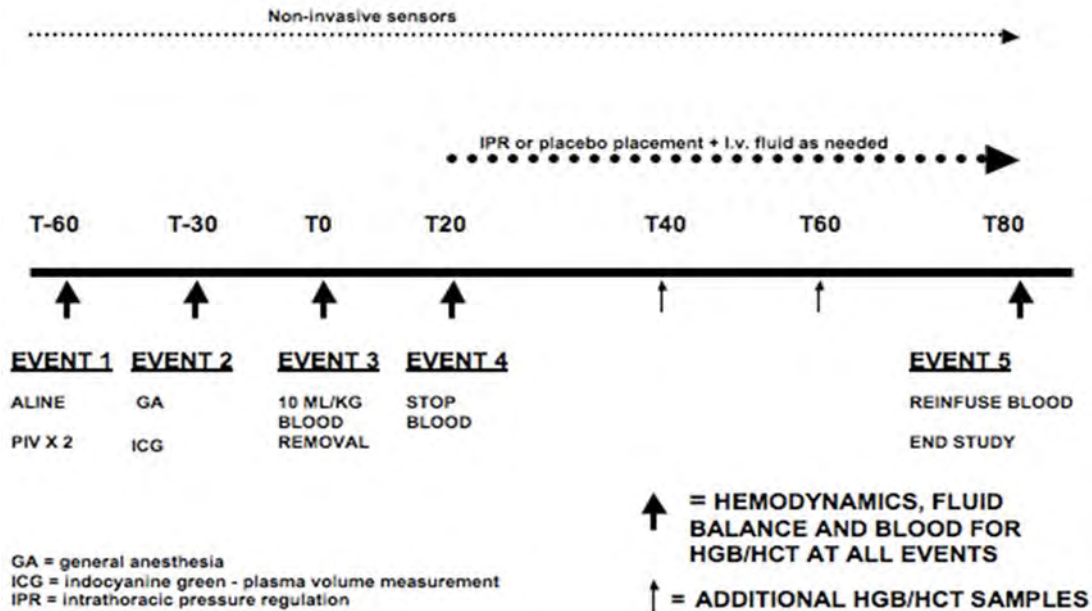 Non-invasive sensors
IPR or placebo placement + I.v. fluid as needed
T-60 T-30 T0 T20 T40 T60 T80
EVENT 1 EVENT 2 EVENT 3 EVENT 4 EVENT 5
ALINE GA 10 ML/KG STOP REINFUSE BLOOD
BLOOD BLOOD
PIV X 2 ICG REMOVAL END STUDY
= HEMODYNAMICS, FLUID
BALANCE AND BLOOD FOR
HGB/HCT AT ALL EVENTS
GA = general anesthesia
ICG = indocyanine green - plasma volume measurement
IPR = intrathoracic pressure regulation
= ADDITIONAL HGB/HCT SAMPLES